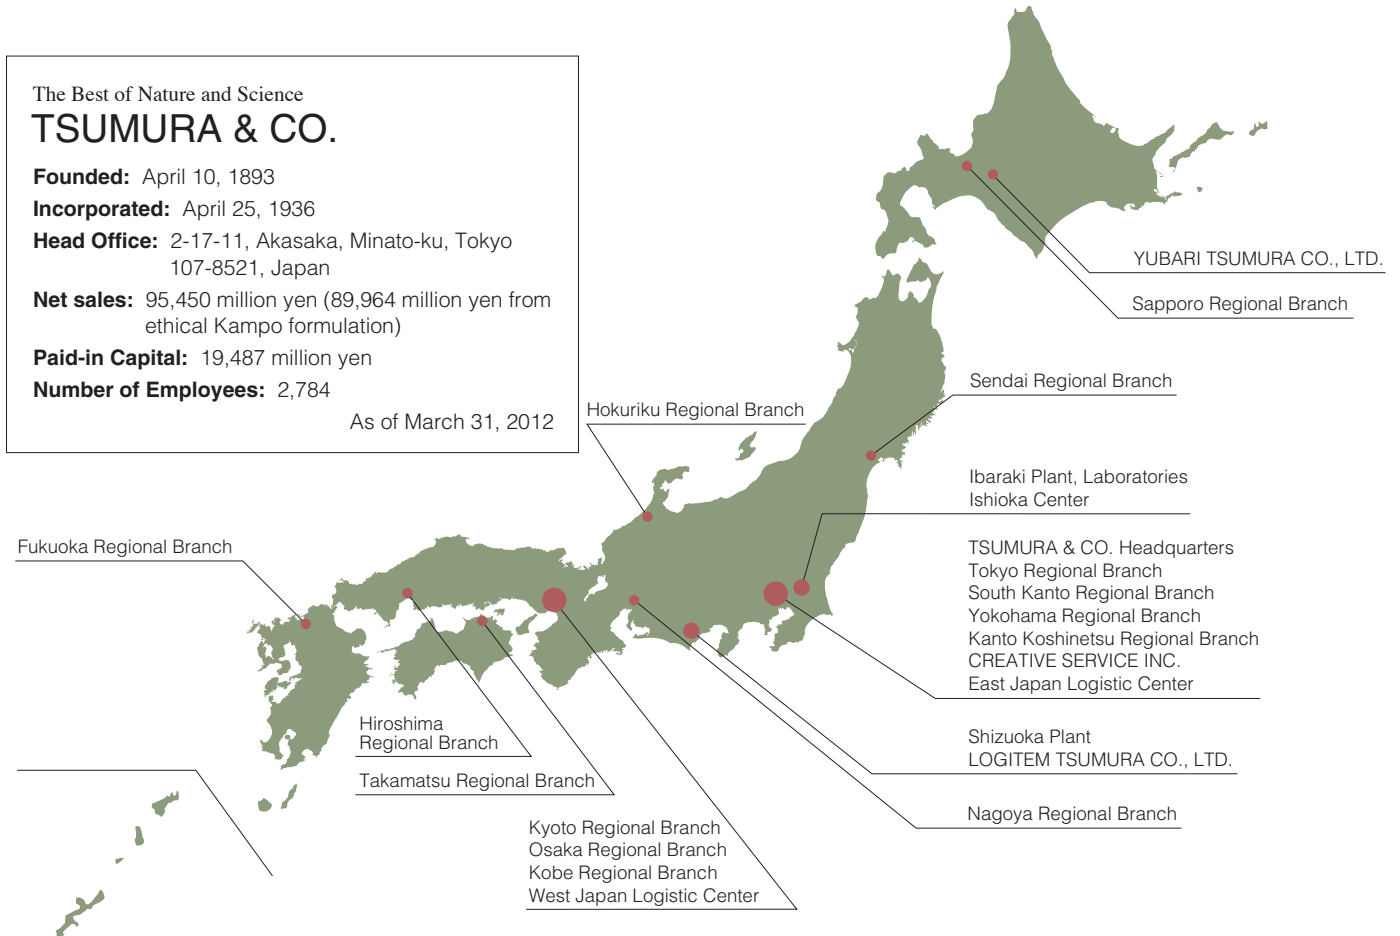 The Best of Nature and Science
TSUMURA & CO.
Founded: April 10, 1893
Incorporated: April 25, 1936
Head Office: 2-17-11, Akasaka, Minato-ku, Tokyo
107-8521, Japan
Net sales: 95,450 million yen (89,964 million yen from
ethical Kampo formulation)
Paid-in Capital: 19,487 million yen
Number of Employees: 2,784
As of March 31, 2012
YUBARI TSUMURA CO., LTD.
Sapporo Regional Branch
Sendai Regional Branch
Hokuriku Regional Branch
Ibaraki Plant, Laboratories
Ishioka Center
Fukuoka Regional Branch
TSUMURA & CO. Headquarters
Tokyo Regional Branch
South Kanto Regional Branch
Yokohama Regional Branch
Kanto Koshinetsu Regional Branch
CREATIVE SERVICE INC.
East Japan Logistic Center
Hiroshima
Regional Branch
Takamatsu Regional Branch
Shizuoka Plant
LOGITEM TSUMURA CO., LTD.
Nagoya Regional Branch
Kyoto Regional Branch
Osaka Regional Branch
Kobe Regional Branch
West Japan Logistic Center